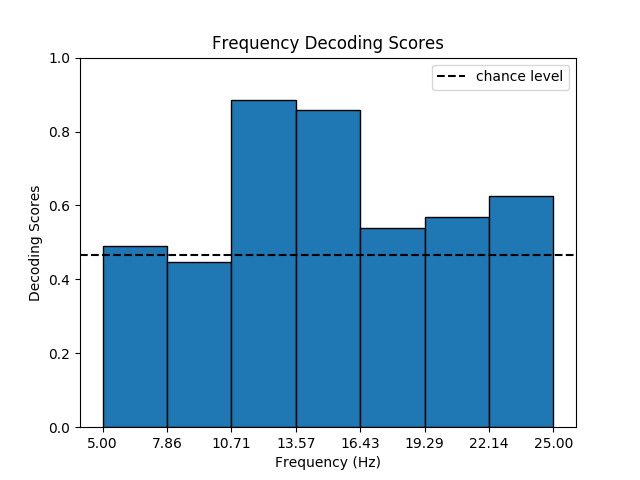 Frequency Decoding Scores
chance level
Decoding Scores
1.0
0.8
0.6
0.4
0.2
0.0
5.00 7.86 10.71 13.57 16.43 19.29 22.14 25.00
Frequency (Hz)